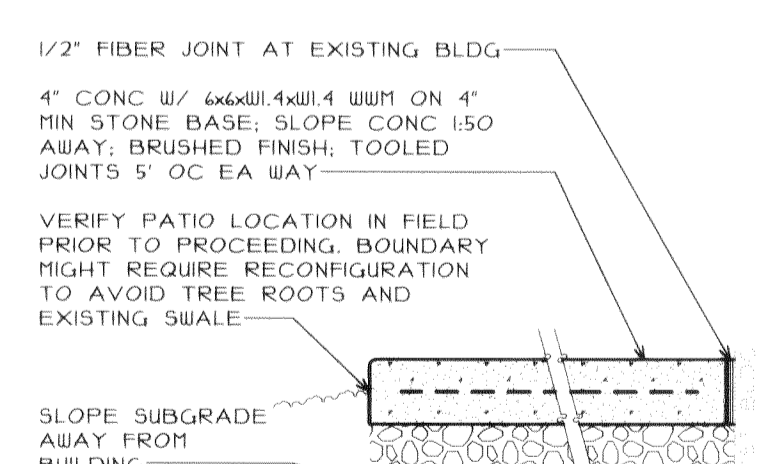 1/2" FIBER JOINT AT EXISTING BLDG
4" CONC W/ 6x6xW1.4xW1.4 WWM ON 4"
MIN STONE BASE; SLOPE CONC 1:50
AWAY; BRUSHED FINISH; TOOLED
JOINTS 5' OC EA WAY
VERIFY PATIO LOCATION IN FIELD
PRIOR TO PROCEEDING. BOUNDARY
MIGHT REQUIRE RECONFIGURATION
TO AVOID TREE ROOTS AND
EXISTING SWALE
SLOPE SUBGRADE
AWAY FROM
BUILDING